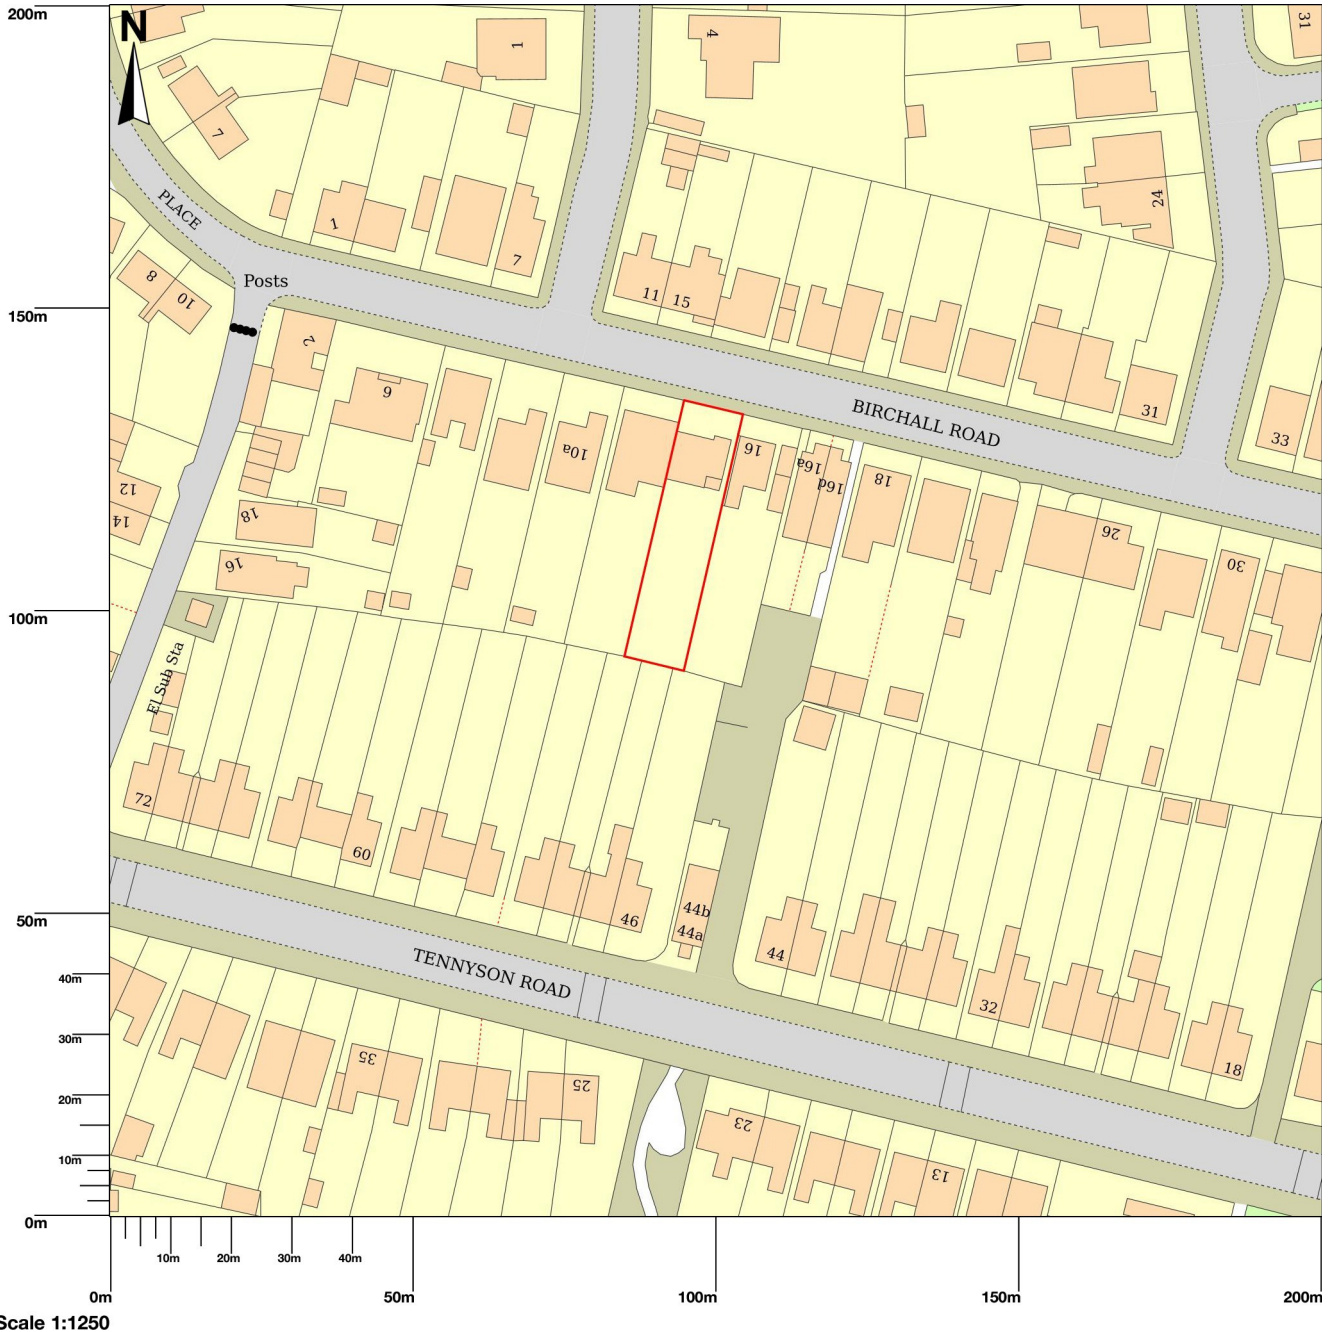 200m
N
1
4
31
7
PLACE
1
7
24
8
10
Posts
11
15
150m
2
6
BIRCHALL ROAD
31
33
10a
16
16a
16b
18
26
30
12
14
18
16
100m
El Sub Sta
72
60
46
44b
44a
44
32
18
50m
TENNYSON ROAD
40m
30m
20m
10m
0m
35
25
23
13
10m
20m
30m
40m
0m
50m
100m
150m
200m
Scale 1:1250